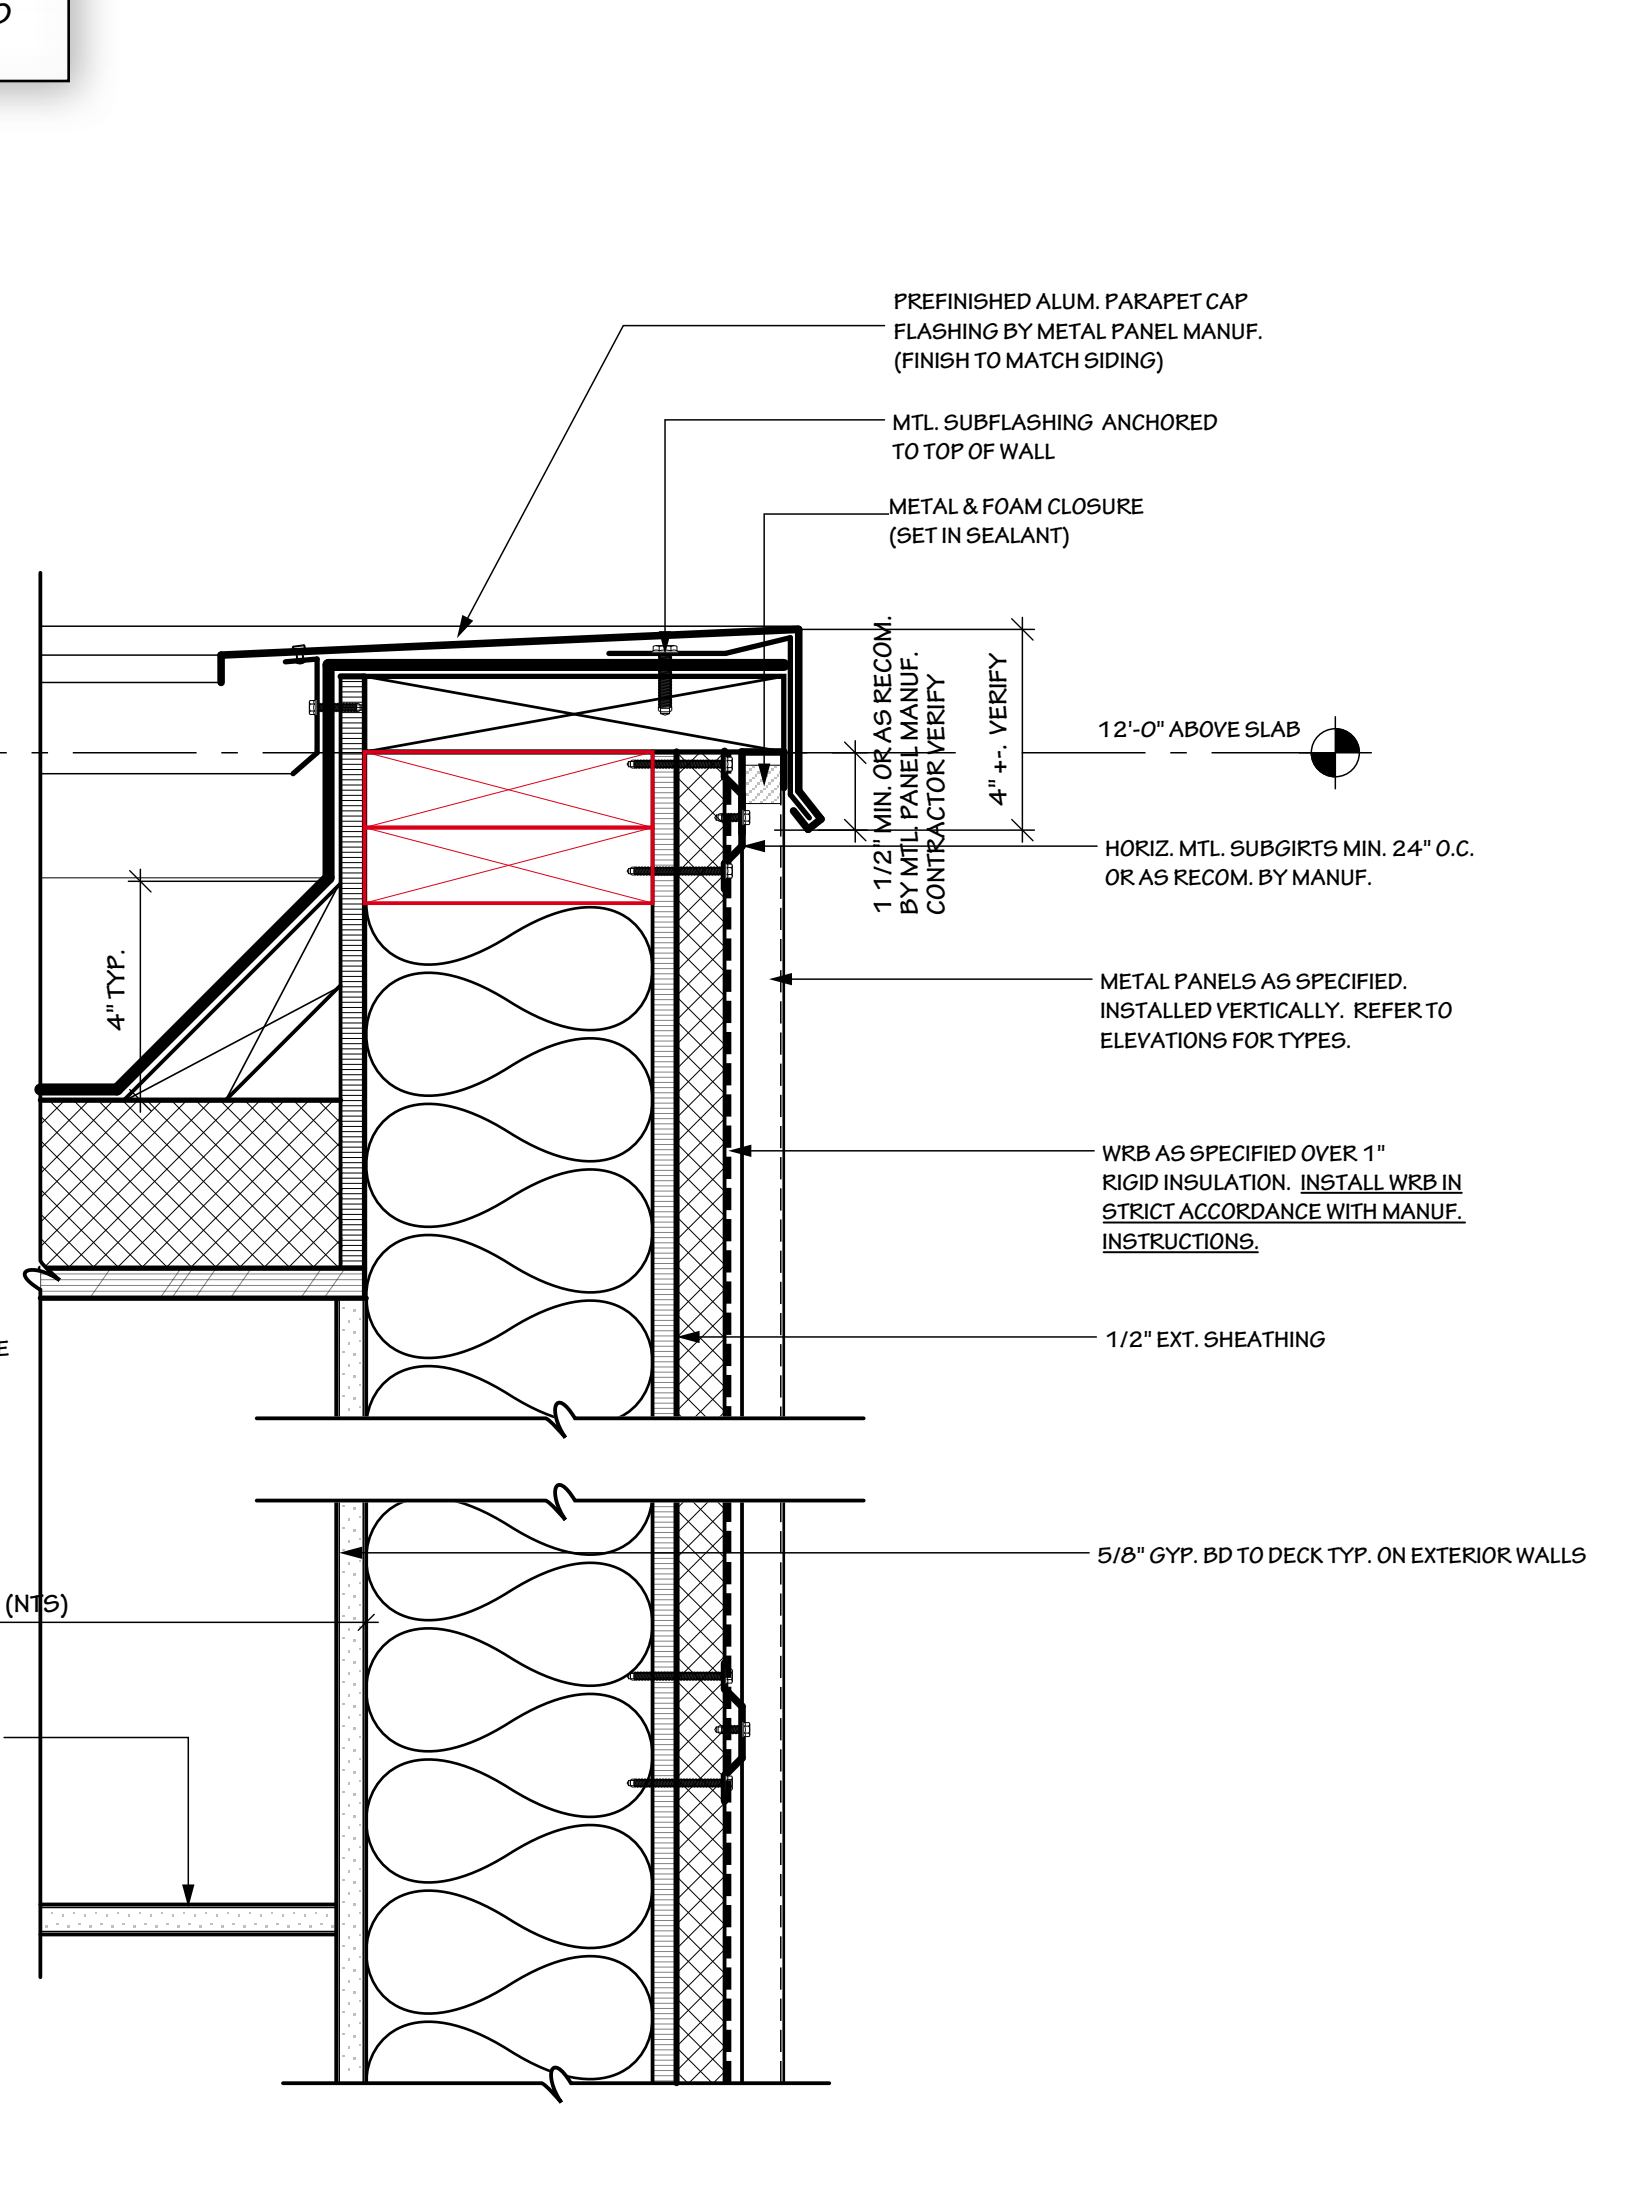 PREFINISHED ALUM. PARAPET CAP
FLASHING BY METAL PANEL MANUF.
(FINISH TO MATCH SIDING)
MTL. SUBFLASHING ANCHORED
TO TOP OF WALL
METAL & FOAM CLOSURE
(SET IN SEALANT)
1 1/2" MIN. OR AS RECOM.
BY MTL. PANEL MANUF.
CONTRACTOR VERIFY
4" +-. VERIFY
12'-0" ABOVE SLAB
HORIZ. MTL. SUBGIRTS MIN. 24" O.C.
OR AS RECOM. BY MANUF.
4" TYP.
METAL PANELS AS SPECIFIED.
INSTALLED VERTICALLY. REFER TO
ELEVATIONS FOR TYPES.
WRB AS SPECIFIED OVER 1"
RIGID INSULATION. INSTALL WRB IN
STRICT ACCORDANCE WITH MANUF.
INSTRUCTIONS.
E
1/2" EXT. SHEATHING
5/8" GYP. BD TO DECK TYP. ON EXTERIOR WALLS
(NTS)